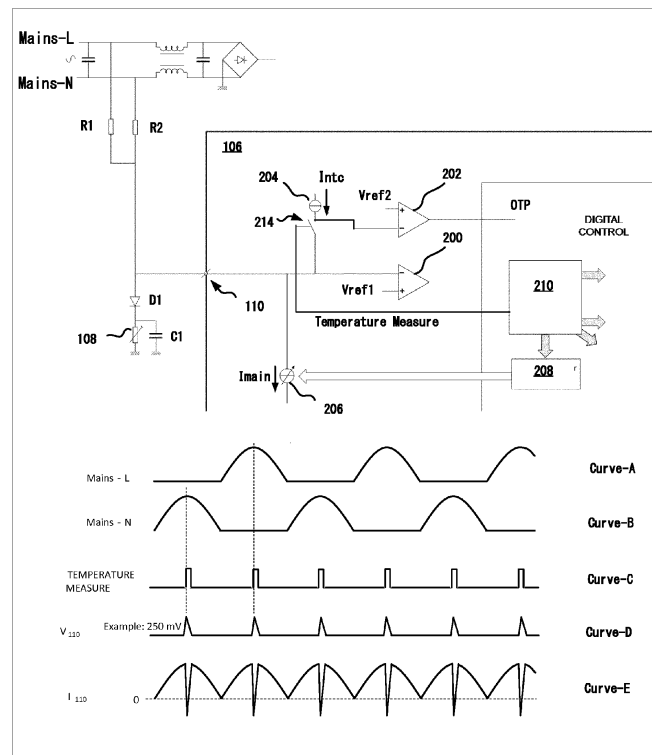 Mains-L
Mains-N
R1
R2
106
204
Intc
Vref2
202
OTP
214
DIGITAL
CONTROL
200
Vref1
210
110
Temperature Measure
D1
108
C1
Imain
206
208
r
Mains - L
Curve-A
Mains - N
Curve-B
TEMPERATURE
MEASURE
Curve-C
V110
Example: 250 mV
Curve-D
I110
0
Curve-E